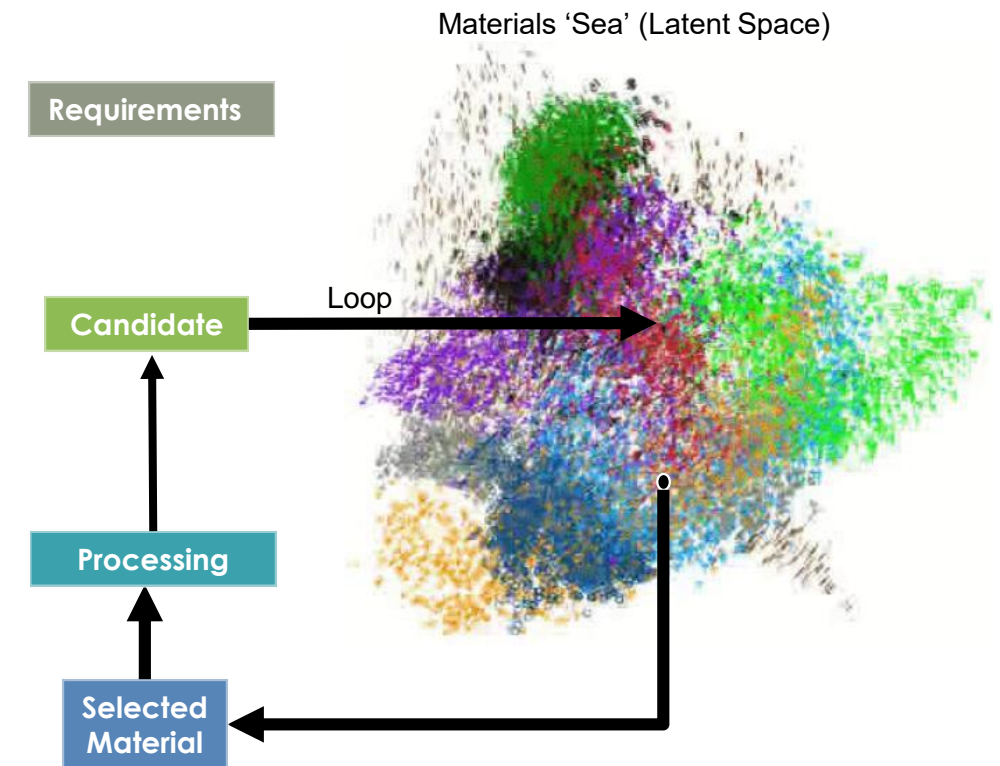 Materials ‘Sea’ (Latent Space)
Requirements
Loop
Candidate
Processing
Selected
Material